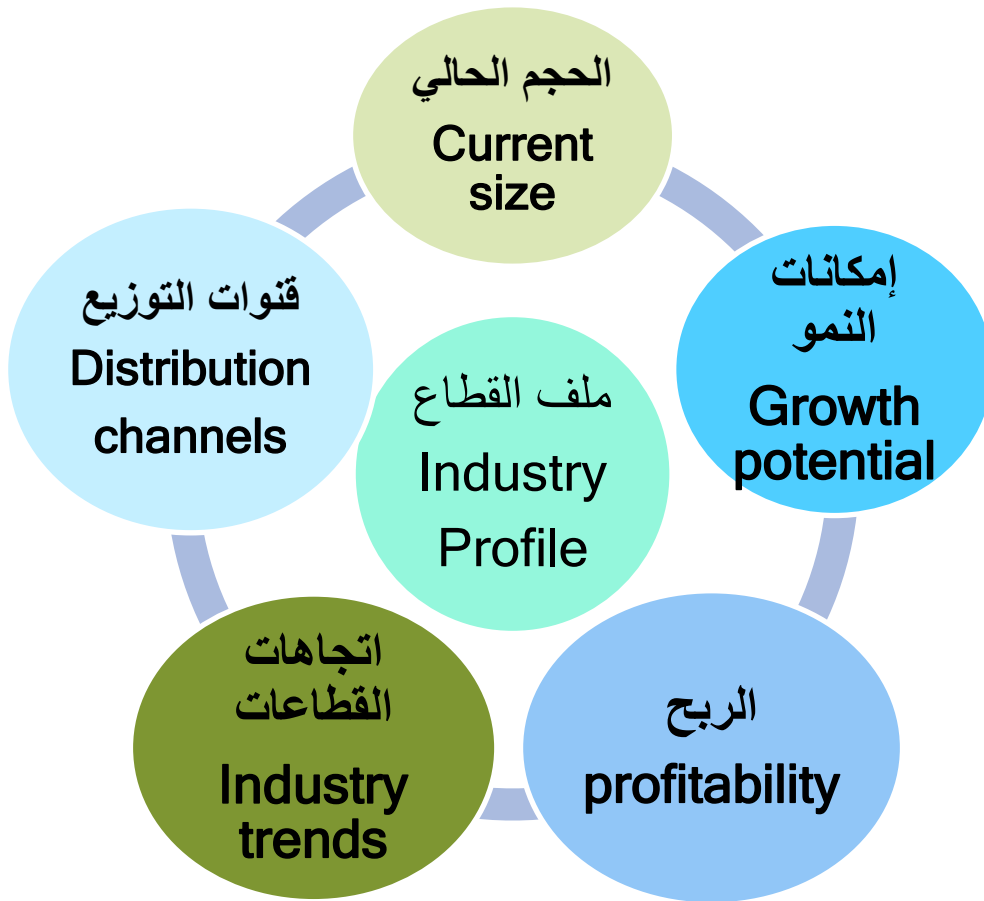 الحجم الحالي
Current
size
إمكانات
النمو
Growth
potential
الربح
profitability
اتجاهات
القطاعات
Industry
trends
قنوات التوزيع
Distribution
channels
ملف القطاع
Industry
Profile